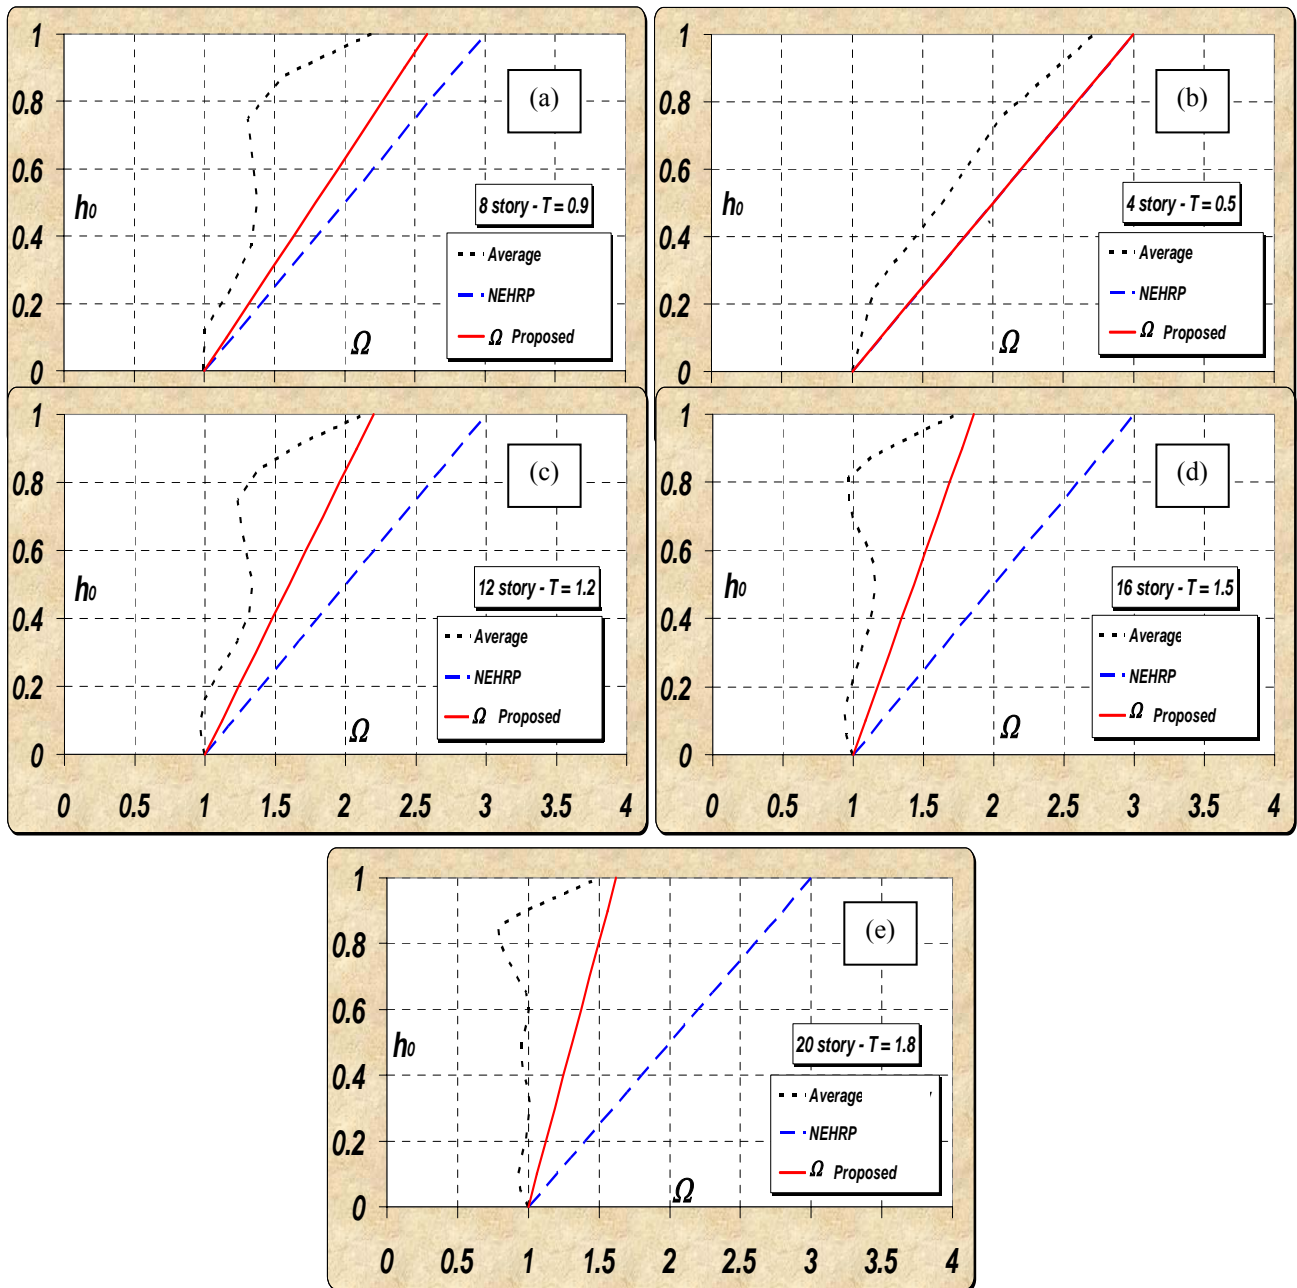 1
0.8
0.6
0.4
0.2
0
h0
Ω
(a)
8 story - T = 0.9
Average
NEHRP
Ω Proposed
1
0.8
0.6
0.4
0.2
0
h0
Ω
(b)
4 story - T = 0.5
Average
NEHRP
Ω Proposed
1
0.8
0.6
0.4
0.2
0
h0
Ω
(c)
12 story - T = 1.2
Average
NEHRP
Ω Proposed
0 0.5 1 1.5 2 2.5 3 3.5 4
1
0.8
0.6
0.4
0.2
0
h0
Ω
(d)
16 story - T = 1.5
Average
NEHRP
Ω Proposed
0 0.5 1 1.5 2 2.5 3 3.5 4
1
0.8
0.6
0.4
0.2
0
h0
Ω
(e)
20 story - T = 1.8
Average
NEHRP
Ω Proposed
0 0.5 1 1.5 2 2.5 3 3.5 4